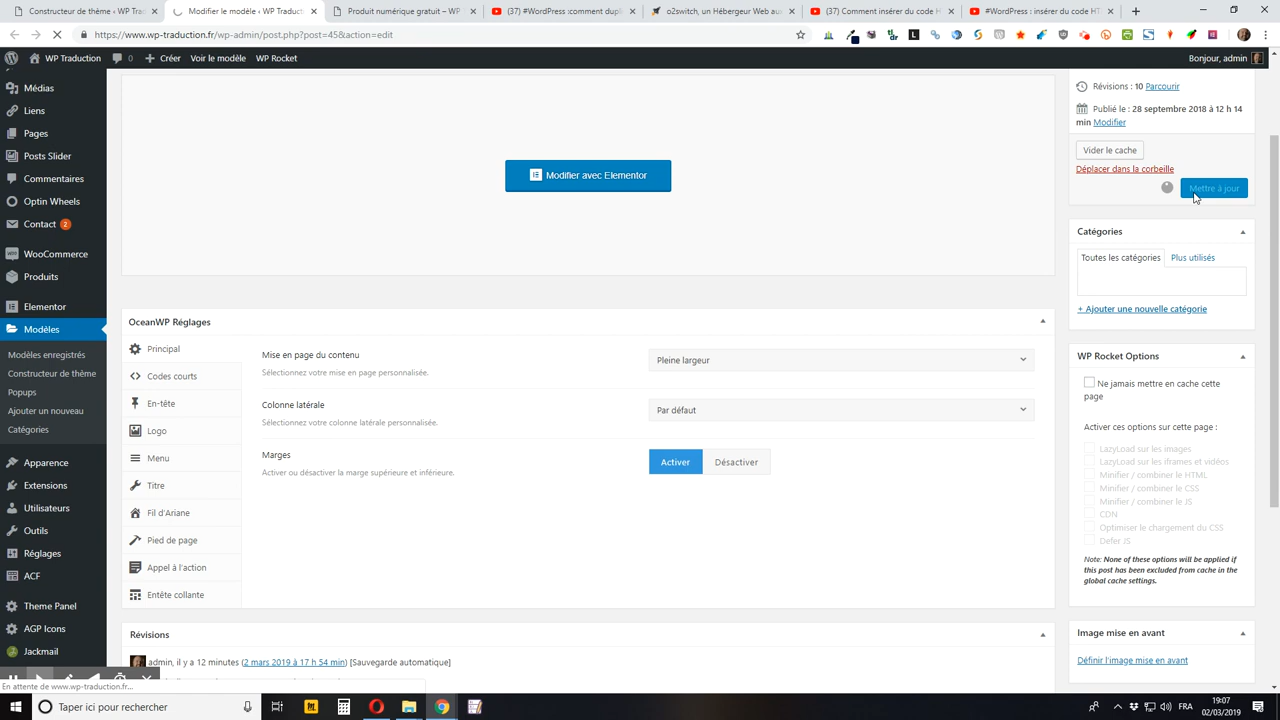 Constructeur de thème ‹ WP Trad
Modifier le modèle ‹ WP Traduction
Produit numérique gratuit – WP
(37) #WordPress :comment dupl
o2switch, un Hébergeur Web aux
(37) Comment insérer du code H
#WordPress : insérer du code HT
https://www.wp-traduction.fr/wp-admin/post.php?post=45&action=edit
WP Traduction
0
Créer
Voir le modèle
WP Rocket
Bonjour, admin
Médias
Liens
Pages
Posts Slider
Commentaires
Optin Wheels
Contact 2
WooCommerce
Produits
Elementor
Modèles
Modèles enregistrés
Constructeur de thème
Popups
Ajouter un nouveau
Catégories
Apparence
Extensions
Utilisateurs
Outils
Réglages
ACF
Theme Panel
AGP Icons
Jackmail
Modifier avec Elementor
OceanWP Réglages
Principal
Codes courts
En-tête
Logo
Menu
Titre
Fil d'Ariane
Pied de page
Appel à l'action
Entête collante
Mise en page du contenu
Sélectionnez votre mise en page personnalisée.
Pleine largeur
Colonne latérale
Sélectionnez votre colonne latérale personnalisée.
Par défaut
Marges
Activer ou désactiver la marge supérieure et inférieure.
Activer
Désactiver
Révisions
admin, il y a 12 minutes (2 mars 2019 à 17 h 54 min) [Sauvegarde automatique]
Révisions : 10 Parcourir
Publié le : 28 septembre 2018 à 12 h 14
min Modifier
Vider le cache
Déplacer dans la corbeille
Mettre à jour
Catégories
Toutes les catégories
Plus utilisés
+ Ajouter une nouvelle catégorie
WP Rocket Options
Ne jamais mettre en cache cette
page
Activer ces options sur cette page :
LazyLoad sur les images
LazyLoad sur les iframes et vidéos
Minifier / combiner le HTML
Minifier / combiner le CSS
Minifier / combiner le JS
CDN
Optimiser le chargement du CSS
Defer JS
Note: None of these options will be applied if
this post has been excluded from cache in the
global cache settings.
Image mise en avant
Définir l'image mise en avant
En attente de www.wp-traduction.fr...
Taper ici pour rechercher
FRA
19:07
02/03/2019